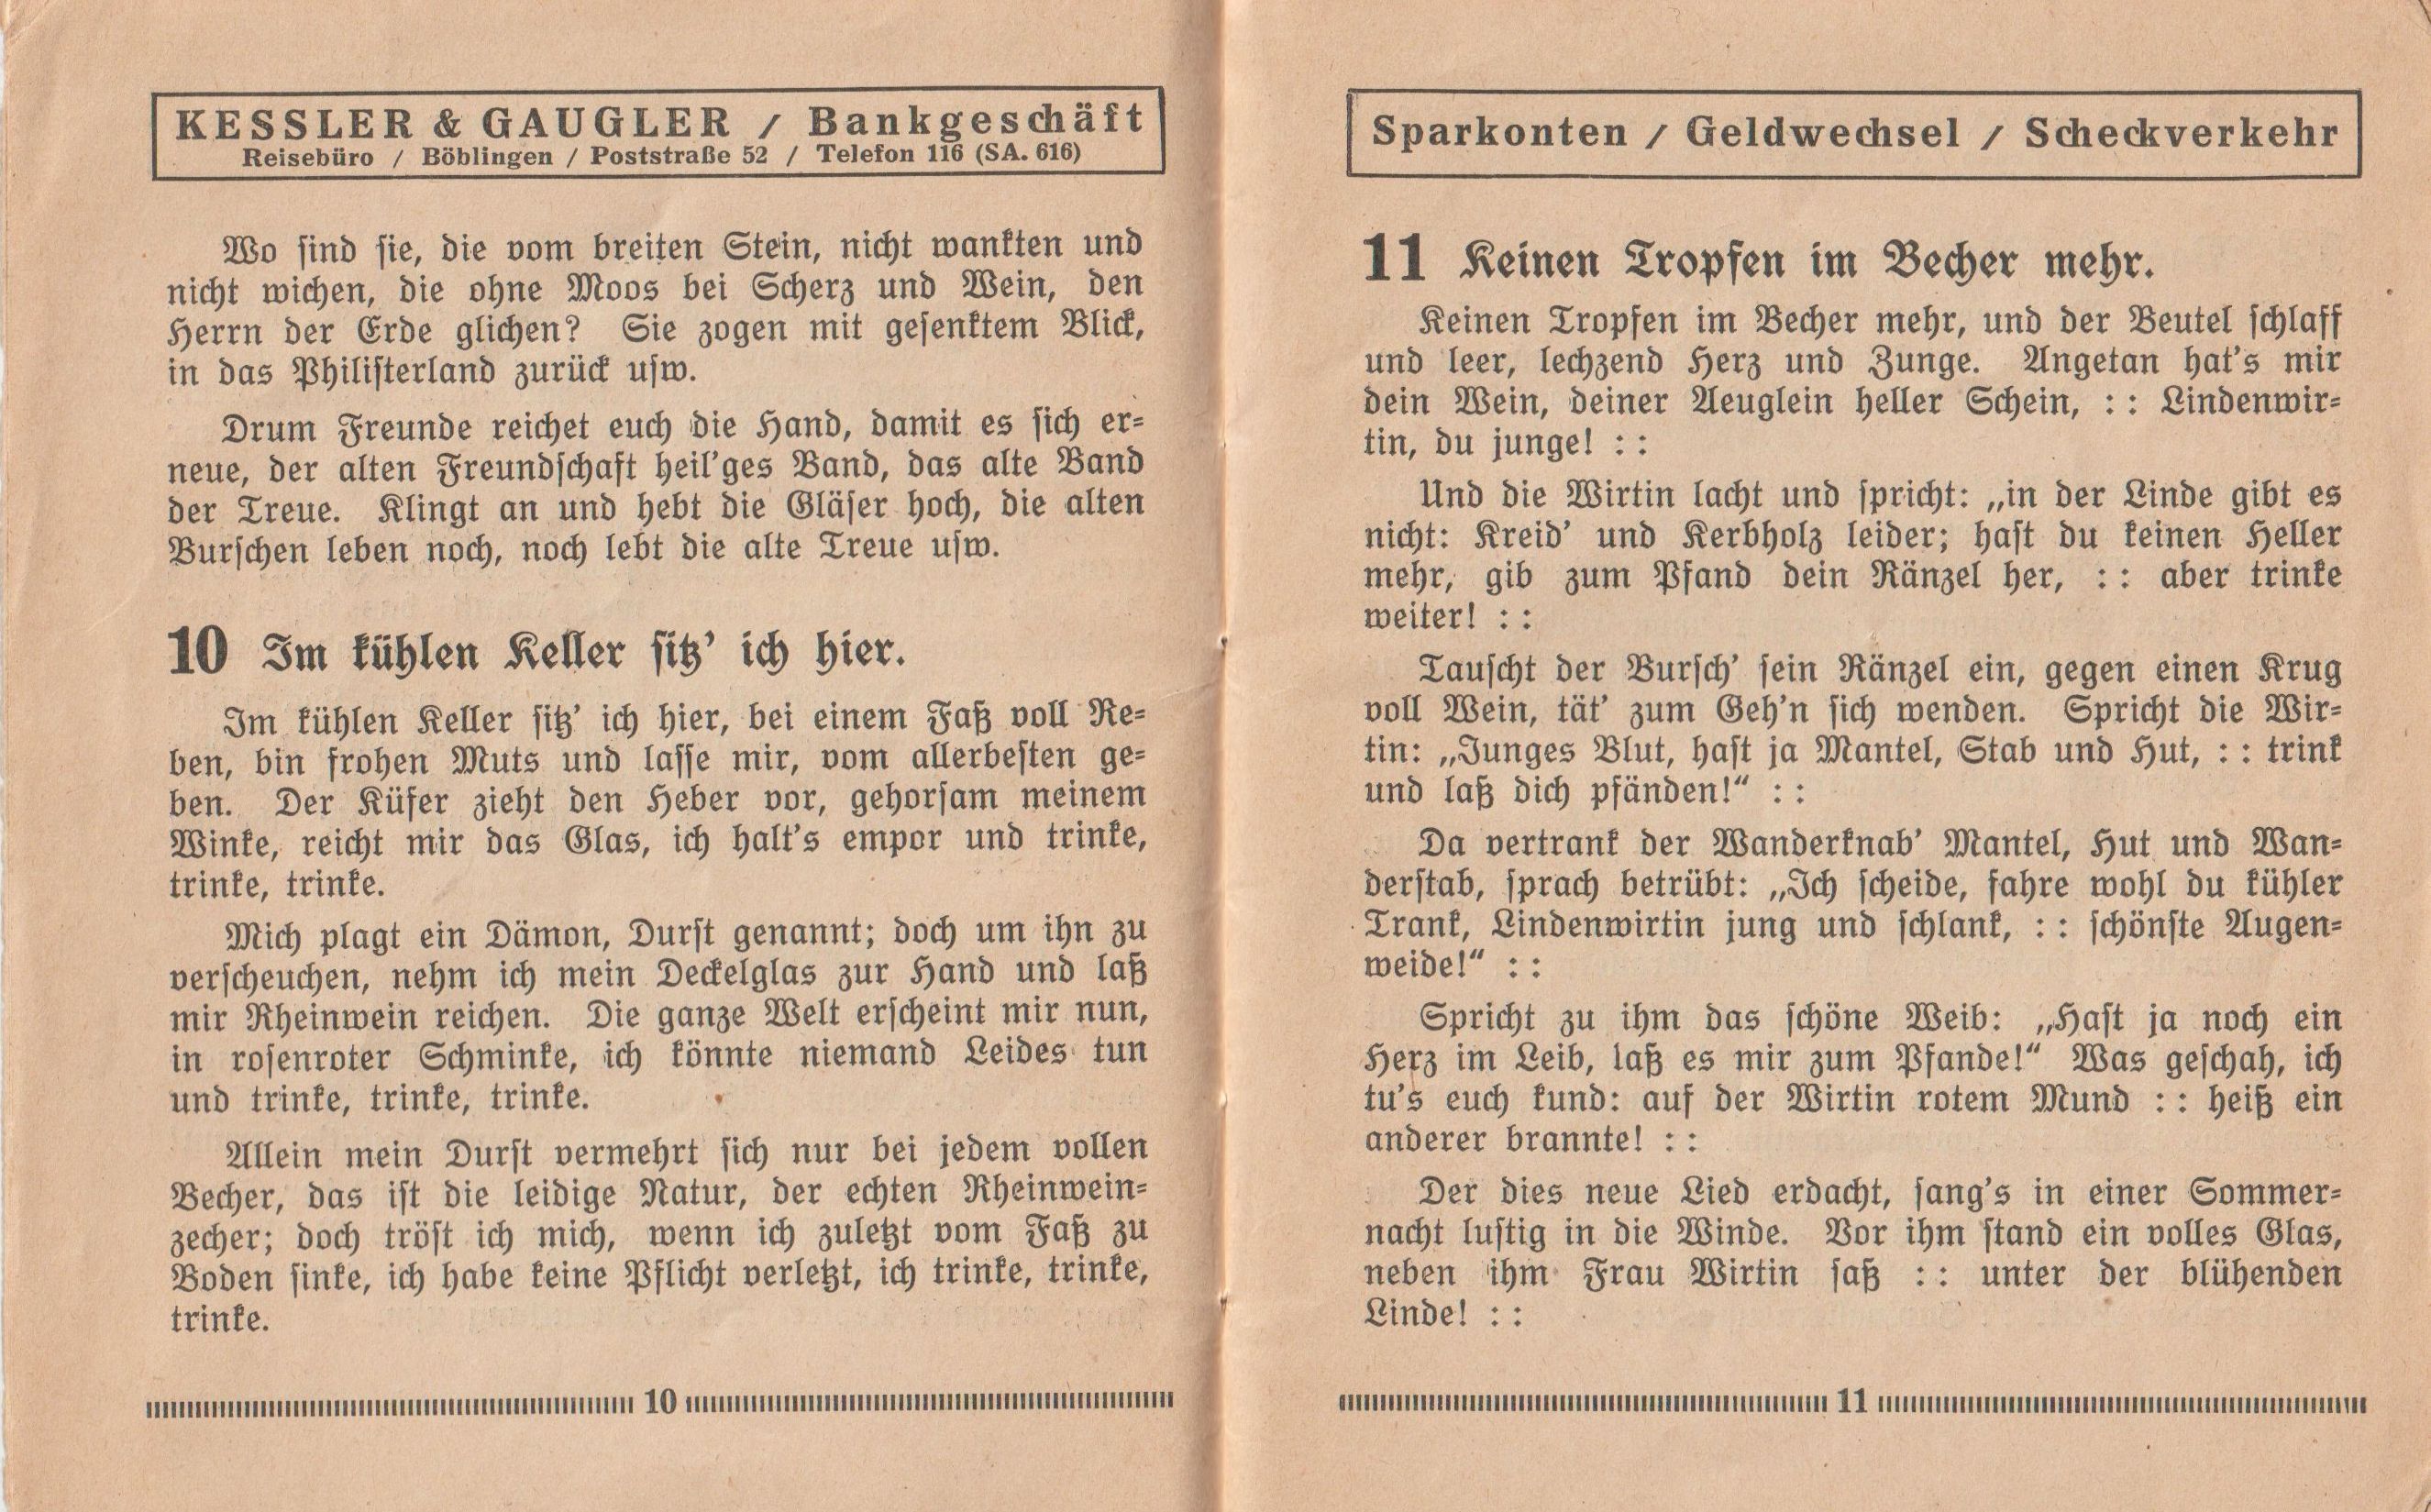 KESSLER & GAUGLER / Bankgeschäft
Reisebüro / Böblingen / Poststraße 52 / Telefon 116 (SA. 616)
Wo sind sie, die vom breiten Stein, nicht wankten und
nicht wichen, die ohne Moos bei Scherz und Wein, den
Herrn der Erde glichen? Sie zogen mit gesenktem Blick,
in das Philisterland zurück usw.
Drum Freunde reichet euch die Hand, damit es sich er-
neue, der alten Freundschaft heil'ges Band, das alte Band
der Treue. Klingt an und hebt die Gläser hoch, die alten
Burschen leben noch, noch lebt die alte Treue usw.
10 Im kühlen Keller sitz' ich hier.
Im kühlen Keller sitz' ich hier, bei einem Faß voll Re-
ben, bin frohen Muts und lasse mir, vom allerbesten ge-
ben. Der Küfer zieht den Heber vor, gehorsam meinem
Winke, reicht mir das Glas, ich halt's empor und trinke,
trinke, trinke.
Mich plagt ein Dämon, Durst genannt; doch um ihn zu
verscheuchen, nehm ich mein Deckelglas zur Hand und laß
mir Rheinwein reichen. Die ganze Welt erscheint mir nun,
in rosenroter Schminke, ich könnte niemand Leides tun
und trinke, trinke, trinke.
Allein mein Durst vermehrt sich nur bei jedem vollen
Becher, das ist die leidige Natur, der echten Rheinwein-
zecher; doch tröst ich mich, wenn ich zuletzt vom Faß zu
Boden sinke, ich habe keine Pflicht verletzt, ich trinke, trinke,
trinke.
10
Sparkonten / Geldwechsel / Scheckverkehr
11 Keinen Tropfen im Becher mehr.
Keinen Tropfen im Becher mehr, und der Beutel schlaff
und leer, lechzend Herz und Zunge. Angetan hat's mir
dein Wein, deiner Aeuglein heller Schein, : : Lindenwir-
tin, du junge! : :
Und die Wirtin lacht und spricht: „in der Linde gibt es
nicht: Kreid' und Kerbholz leider; hast du keinen Heller
mehr, gib zum Pfand dein Ränzel her, : : aber trinke
weiter! : :
Tauscht der Bursch' sein Ränzel ein, gegen einen Krug
voll Wein, tät' zum Geh'n sich wenden. Spricht die Wir-
tin: „Junges Blut, hast ja Mantel, Stab und Hut, : : trink
und laß dich pfänden!“ : :
Da vertrank der Wanderknab' Mantel, Hut und Wan-
derstab, sprach betrübt: „Ich scheide, fahre wohl du kühler
Trank, Lindenwirtin jung und schlank, : : schönste Augen-
weide!“ : :
Spricht zu ihm das schöne Weib: „Hast ja noch ein
Herz im Leib, laß es mir zum Pfande!“ Was geschah, ich
tu's euch kund: auf der Wirtin rotem Mund : : heiß ein
anderer brannte! : :
Der dies neue Lied erdacht, sang's in einer Sommer-
nacht lustig in die Winde. Vor ihm stand ein volles Glas,
neben ihm Frau Wirtin saß : : unter der blühenden
Linde! : :
11